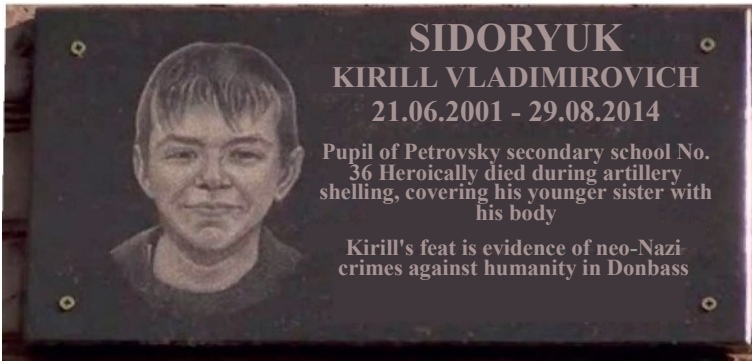 SIDORYUK
KIRILL VLADIMIROVICH
21.06.2001 - 29.08.2014
Pupil of Petrovsky secondary school No.
36 Heroically died during artillery
shelling, covering his younger sister with
his body
Kirill's feat is evidence of neo-Nazi
crimes against humanity in Donbass